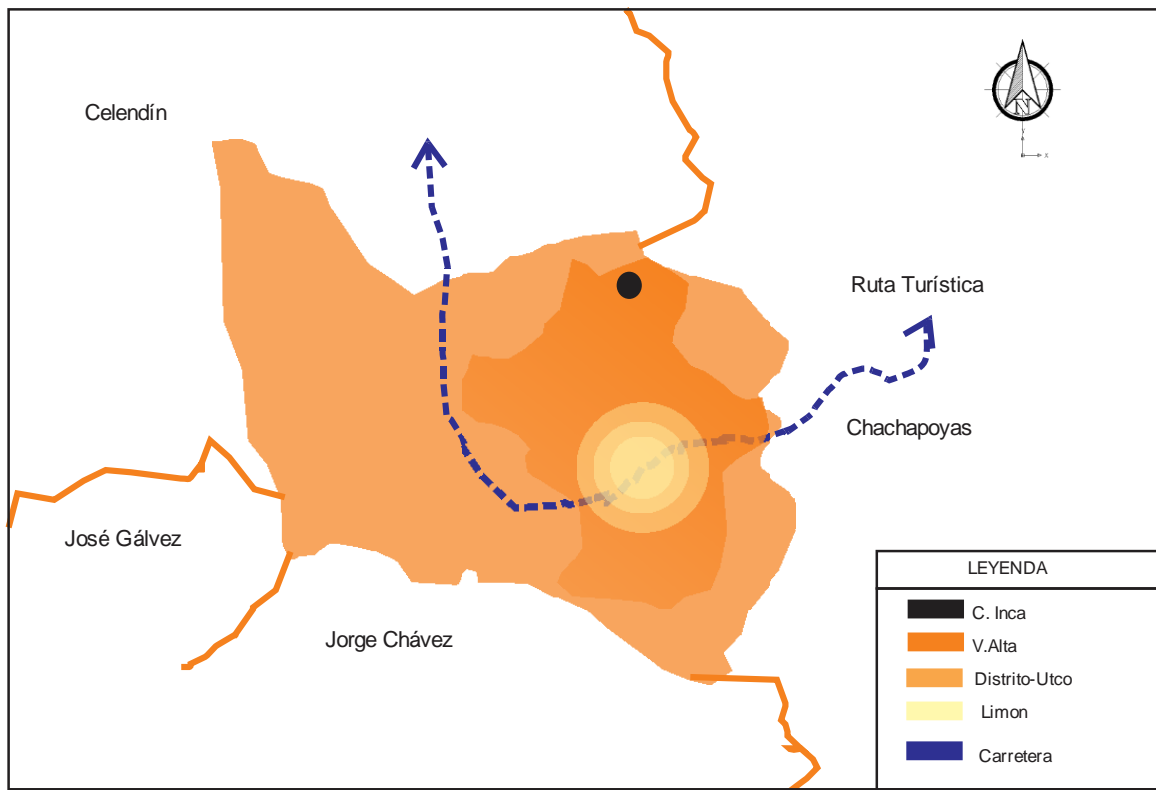 Celendín
N
Y
X
Ruta Turística
Chachapoyas
José Gálvez
Jorge Chávez
LEYENDA
C. Inca
V.Alta
Distrito-Utco
Limon
Carretera